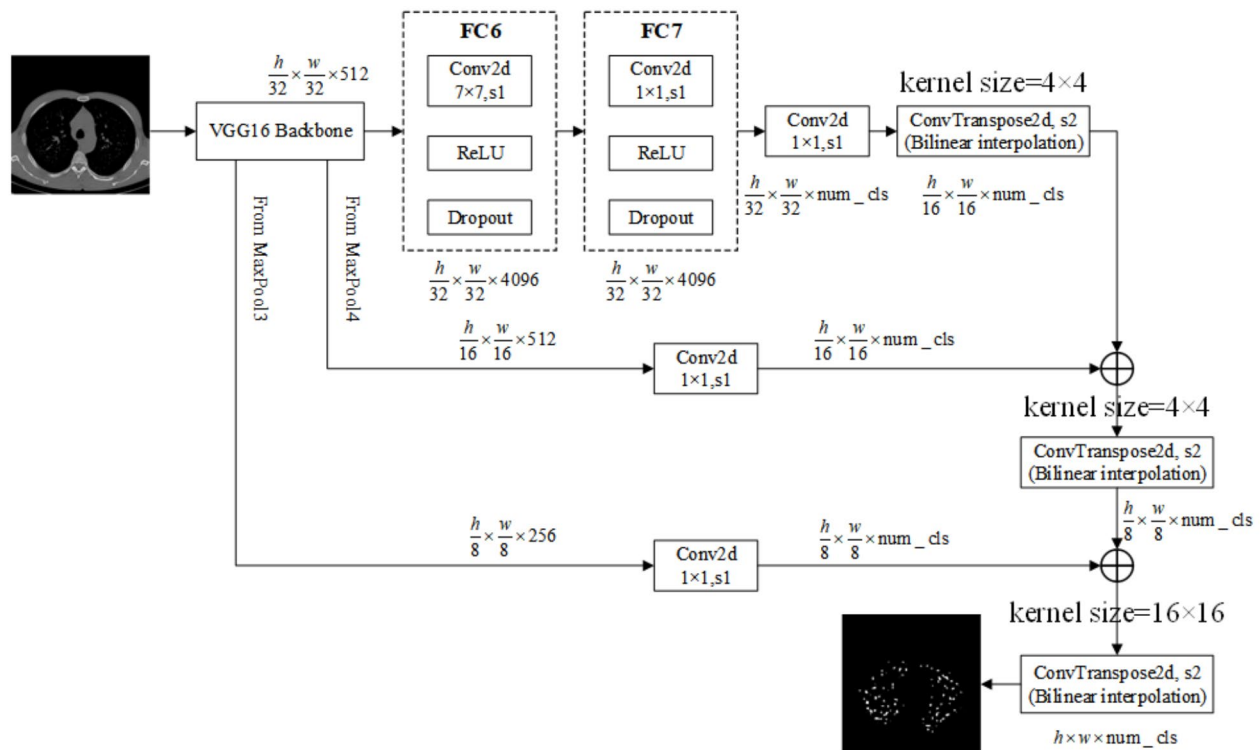 FC6
FC7
h/32 × w/32 × 512
VGG16 Backbone
Conv2d
7×7,s1
ReLU
Dropout
Conv2d
1×1,s1
ReLU
Dropout
Conv2d
1×1,s1
kernel size=4×4
ConvTranspose2d, s2
(Bilinear interpolation)
h/32 × w/32 × num_cls
h/16 × w/16 × num_cls
From MaxPool3
From MaxPool4
h/32 × w/32 × 4096
h/32 × w/32 × 4096
h/16 × w/16 × 512
Conv2d
1×1,s1
h/16 × w/16 × num_cls
kernel size=4×4
ConvTranspose2d, s2
(Bilinear interpolation)
h/8 × w/8 × num_cls
h/8 × w/8 × 256
Conv2d
1×1,s1
h/8 × w/8 × num_cls
kernel size=16×16
ConvTranspose2d, s2
(Bilinear interpolation)
h×w×num_cls